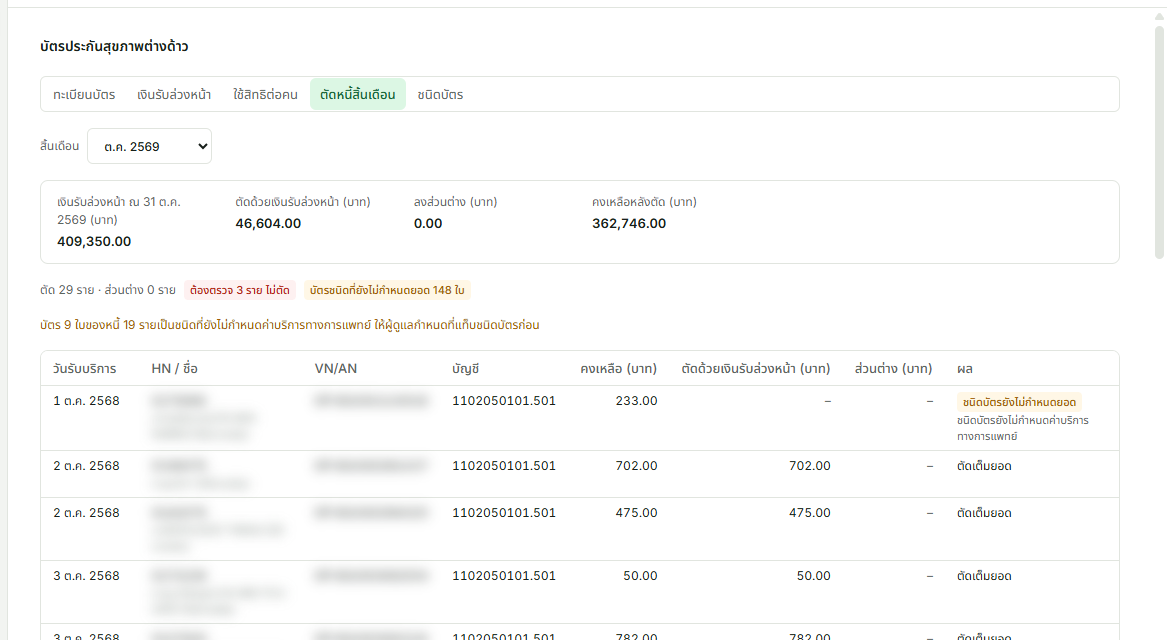 บัตรประกันสุขภาพต่างด้าว
ทะเบียนบัตร เงินรับล่วงหน้า ใช้สิทธิต่อคน ตัดหนี้สิ้นเดือน ชนิดบัตร
สิ้นเดือน ต.ค. 2569
เงินรับล่วงหน้า ณ 31 ต.ค. 2569 (บาท)
409,350.00
ตัดด้วยเงินรับล่วงหน้า (บาท)
46,604.00
ลงส่วนต่าง (บาท)
0.00
คงเหลือหลังตัด (บาท)
362,746.00
ตัด 29 ราย · ส่วนต่าง 0 ราย ต้องตรวจ 3 ราย ไม่ตัด บัตรชนิดที่ยังไม่กำหนดยอด 148 ใบ
บัตร 9 ใบของหนี้ 19 รายเป็นชนิดที่ยังไม่กำหนดค่าบริการทางการแพทย์ ให้ผู้ดูแลกำหนดที่แท็บชนิดบัตรก่อน
วันรับบริการ HN / ชื่อ VN/AN บัญชี คงเหลือ (บาท) ตัดด้วยเงินรับล่วงหน้า (บาท) ส่วนต่าง (บาท) ผล
1 ต.ค. 2568 1102050101.501 233.00 – – ชนิดบัตรยังไม่กำหนดยอด
ชนิดบัตรยังไม่กำหนดค่าบริการ
ทางการแพทย์
2 ต.ค. 2568 1102050101.501 702.00 702.00 – ตัดเต็มยอด
2 ต.ค. 2568 1102050101.501 475.00 475.00 – ตัดเต็มยอด
3 ต.ค. 2568 1102050101.501 50.00 50.00 – ตัดเต็มยอด
3 ต.ค. 2568 1102050101.501 782.00 782.00 – ตัดเต็มยอด